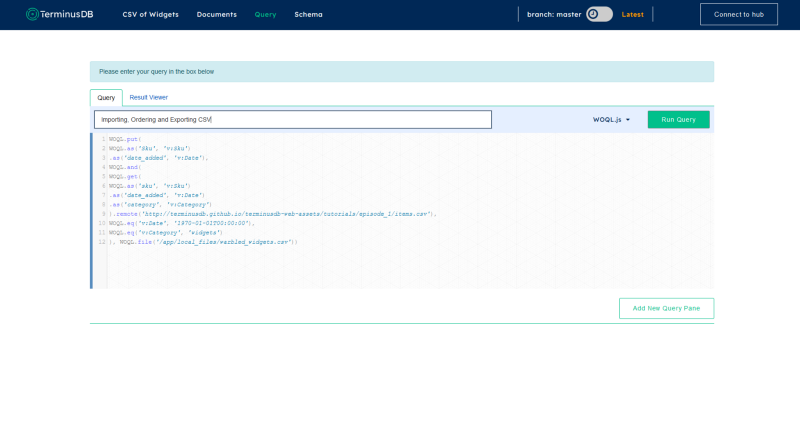 TerminusDB
CSV of Widgets
Documents
Query
Schema
branch: master
Latest
Connect to hub
Please enter your query in the box below
Query
Result Viewer
Importing, Ordering and Exporting CSV
WOQL.js
Run Query
1 WOQL.put(
2 WOQL.as("Sku", "v:Sku")
3 .as("date_added", "v:Date"),
4 WOQL.and(
5 WOQL.get(
6 WOQL.as("sku", "v:Sku")
7 .as("date_added", "v:Date")
8 .as("category", "v:Category")
9 ).remote("http://terminusdb.github.io/terminusdb-web-assets/tutorials/episode_1/items.csv"),
10 WOQL.eq("v:Date", "1970-01-01T00:00:00"),
11 WOQL.eq("v:Category", "widgets")
12 ), WOQL.file("/app/local_files/warbled_widgets.csv"))
Add New Query Pane